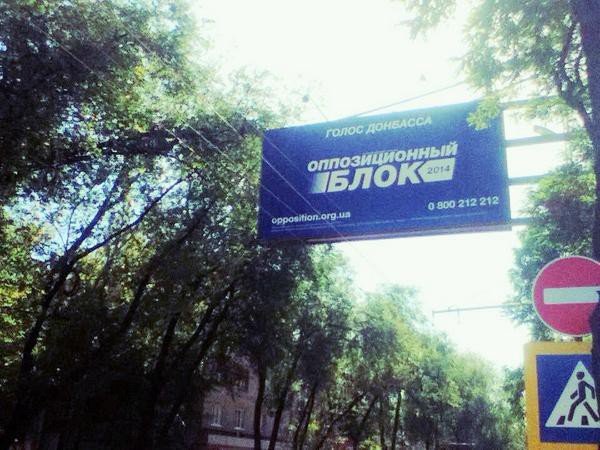 ГОЛОС ДОНБАССА
ОППОЗИЦИОННЫЙ
БЛОК 2014
opposition.org.ua
0 800 212 212